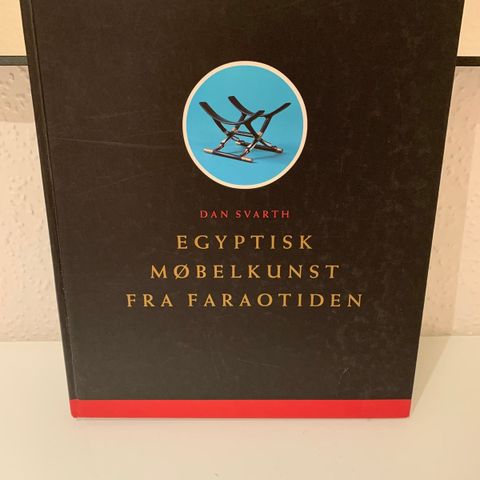 DAN SVARTH
EGYPTISK
MØBELKUNST
FRA FARAOTIDEN